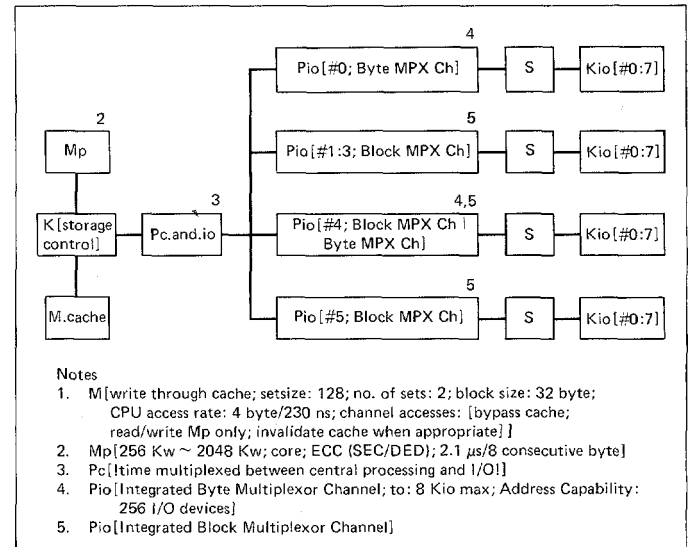 4
Pio[#0; Byte MPX Ch]
S
Kio[#0:7]
2
Mp
5
Pio[#1:3; Block MPX Ch]
S
Kio[#0:7]
3
K[storage
control]
Pc.and.io
4,5
Pio[#4; Block MPX Ch |
Byte MPX Ch]
S
Kio[#0:7]
M.cache
5
Pio[#5; Block MPX Ch]
S
Kio[#0:7]
Notes
1. M[write through cache; setsize: 128; no. of sets: 2; block size: 32 byte;
CPU access rate: 4 byte/230 ns; channel accesses: [bypass cache;
read/write Mp only; invalidate cache when appropriate] ]
2. Mp[256 Kw ~ 2048 Kw; core; ECC (SEC/DED); 2.1 μs/8 consecutive byte]
3. Pc[!time multiplexed between central processing and I/O!]
4. Pio[Integrated Byte Multiplexor Channel; to: 8 Kio max; Address Capability:
256 I/O devices]
5. Pio[Integrated Block Multiplexor Channel]